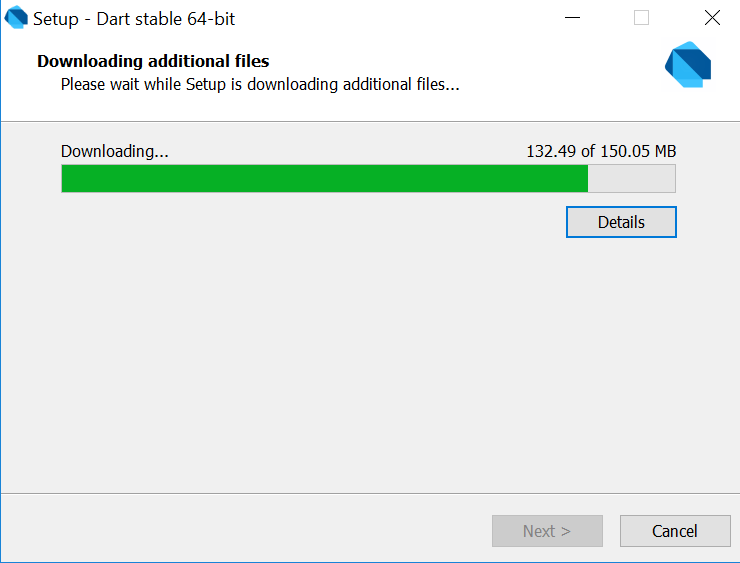 Setup - Dart stable 64-bit
Downloading additional files
Please wait while Setup is downloading additional files...
Downloading... 132.49 of 150.05 MB
Details
Next > Cancel